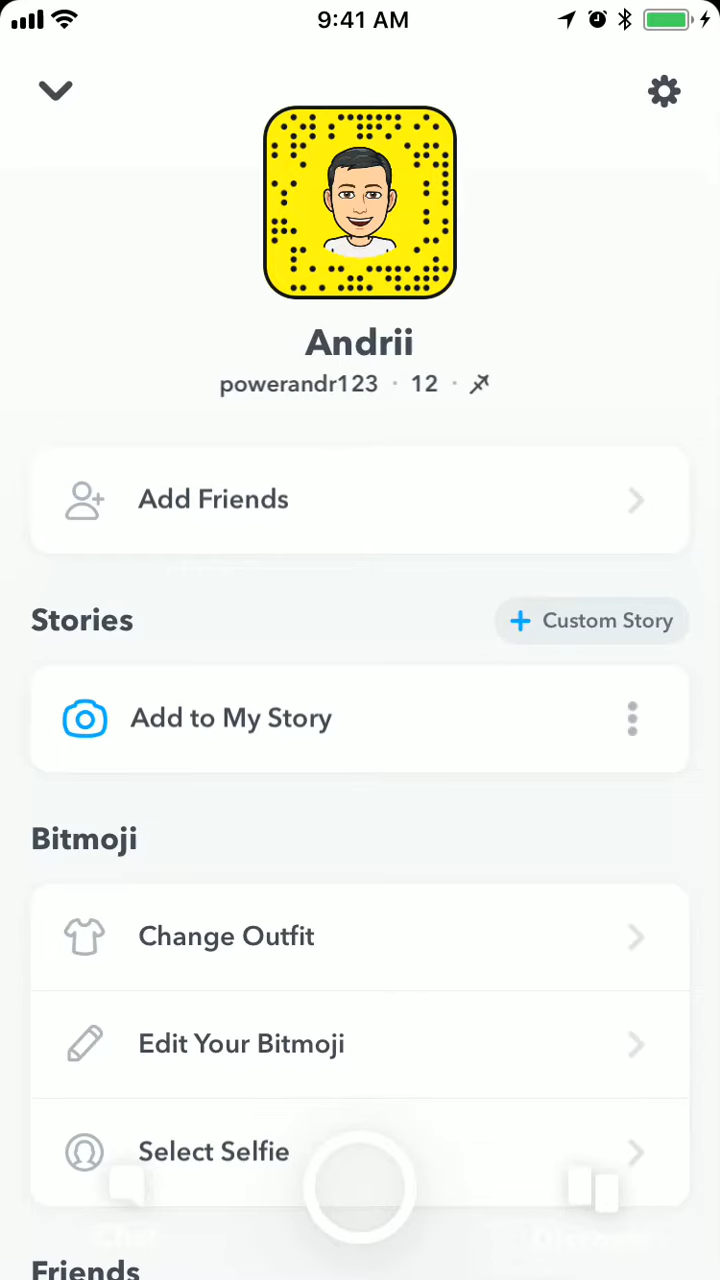 9:41 AM
Andrii
powerandr123 · 12 ·
Add Friends
Stories
Custom Story
Add to My Story
Bitmoji
Change Outfit
Edit Your Bitmoji
Select Selfie
Friends